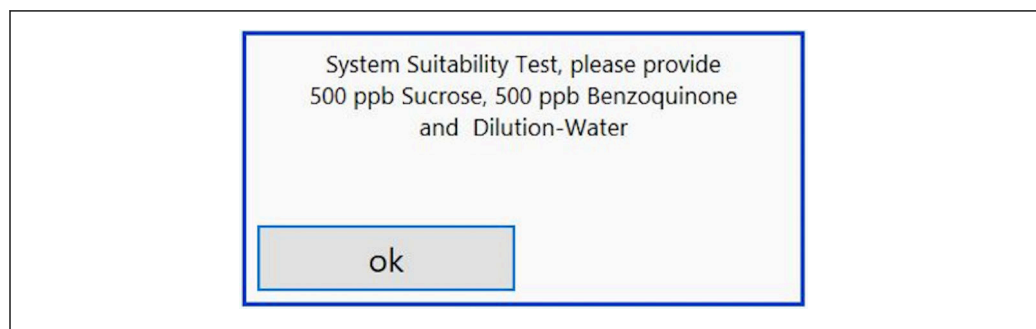 System Suitability Test, please provide
500 ppb Sucrose, 500 ppb Benzoquinone
and Dilution-Water
ok